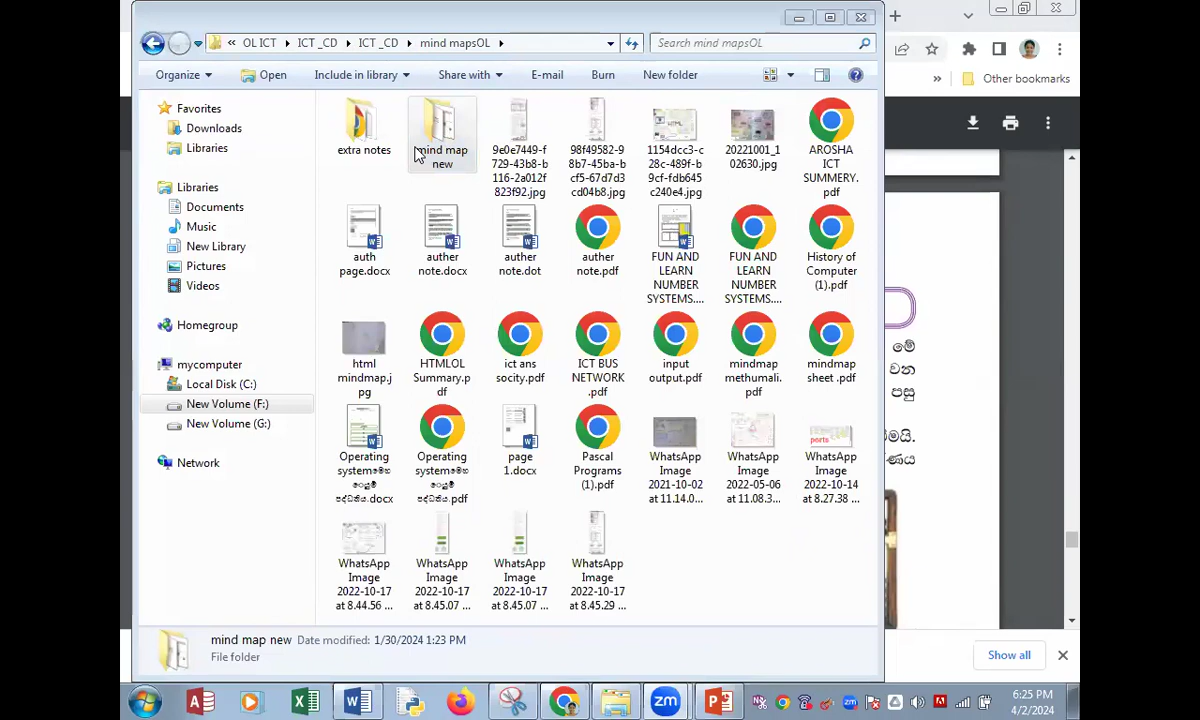 « OL ICT ▸ ICT _CD ▸ ICT _CD ▸ mind mapsOL ▸
Search mind mapsOL
Organize
Open
Include in library
Share with
E-mail
Burn
New folder
Other bookmarks
Favorites
Downloads
Libraries
Libraries
Documents
Music
New Library
Pictures
Videos
Homegroup
mycomputer
Local Disk (C:)
New Volume (F:)
New Volume (G:)
Network
extra notes
mind map
new
9e0e7449-f
729-43b8-b
116-2a012f
823f92.jpg
98f49582-9
8b7-45ba-b
cf5-67d7d3
cd04b8.jpg
1154dcc3-c
28c-489f-b
9cf-fdb645
c240e4.jpg
20221001_1
02630.jpg
AROSHA
ICT
SUMMERY.
pdf
auth
page.docx
auther
note.docx
auther
note.dot
auther
note.pdf
FUN AND
LEARN
NUMBER
SYSTEMS....
FUN AND
LEARN
NUMBER
SYSTEMS....
History of
Computer
(1).pdf
html
mindmap.j
pg
HTMLOL
Summary.p
df
ict ans
socity.pdf
ICT BUS
NETWORK
.pdf
input
output.pdf
mindmap
methumali.
pdf
mindmap
sheet .pdf
Operating
page
1.docx
Operating
Pascal
Programs
(1).pdf
ports
WhatsApp
Image
2021-10-02
at 11.14.0...
WhatsApp
Image
2022-05-06
at 11.08.3...
WhatsApp
Image
2022-10-14
at 8.27.38 ...
WhatsApp
Image
2022-10-17
at 8.44.56 ...
WhatsApp
Image
2022-10-17
at 8.45.07 ...
WhatsApp
Image
2022-10-17
at 8.45.07 ...
WhatsApp
Image
2022-10-17
at 8.45.29 ...
මේ
වන
පසු
mind map new Date modified: 1/30/2024 1:23 PM
File folder
Show all
6:25 PM
4/2/2024